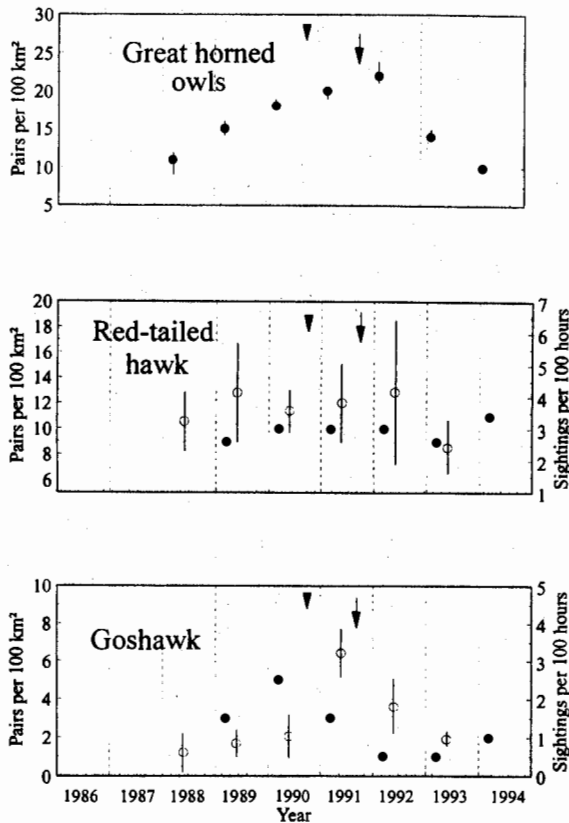 30
25
20
15
10
5
Pairs per 100 km²
Great horned
owls
20
18
16
14
12
10
8
6
Pairs per 100 km²
Red-tailed
hawk
7
6
5
4
3
2
1
Sightings per 100 hours
10
8
6
4
2
0
Pairs per 100 km²
Goshawk
5
4
3
2
1
0
Sightings per 100 hours
1986 1987 1988 1989 1990 1991 1992 1993 1994
Year